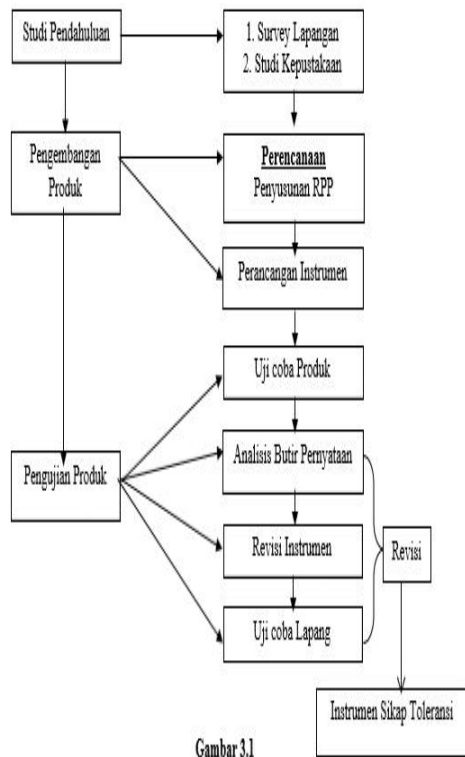 Studi Pendahuluan
1. Survey Lapangan
2. Studi Kepustakaan
Pengembangan
Produk
Perencanaan
Penyusunan RPP
Perancangan Instrumen
Uji coba Produk
Pengujian Produk
Analisis Butir Pernyataan
Revisi Instrumen
Revisi
Uji coba Lapang
Instrumen Sikap Toleransi
Gambar 3.1